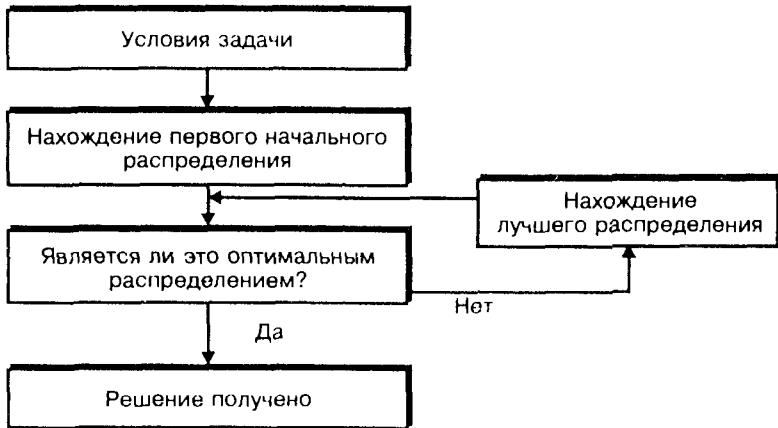 Условия задачи
Нахождение первого начального
распределения
Нахождение
лучшего распределения
Является ли это оптимальным
распределением?
Нет
Да
Решение получено